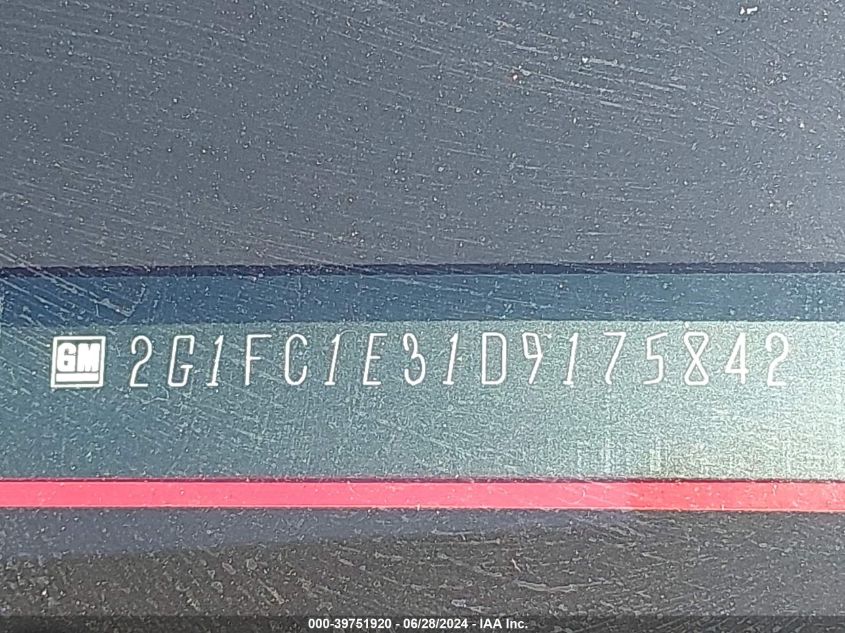 GM 2G1FC1E31D9175842
000-39751920 / 06/28/2024 - IAA Inc.